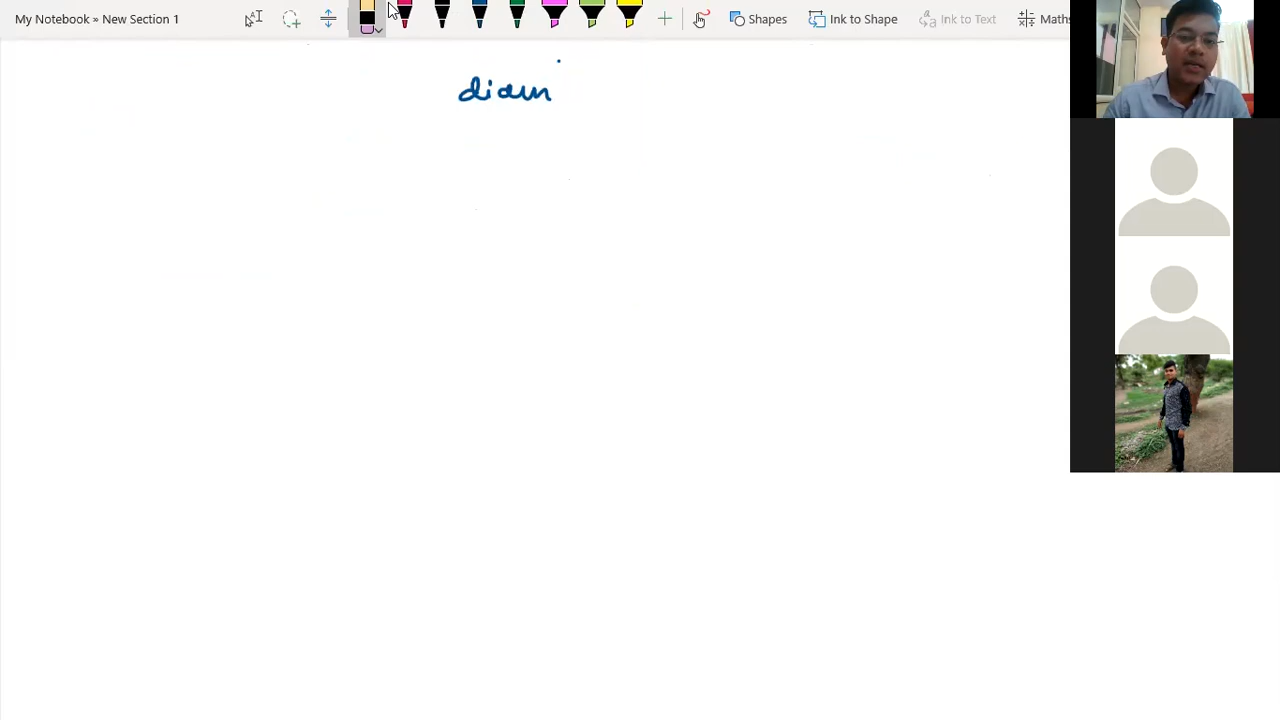 My Notebook » New Section 1
Shapes
Ink to Shape
Ink to Text
Maths
diam